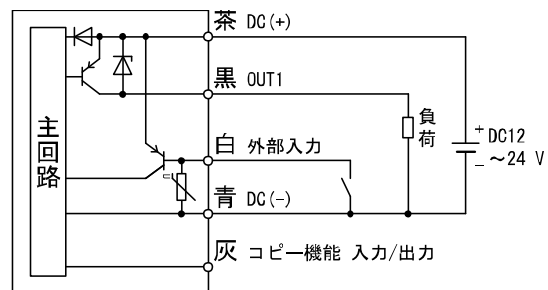 茶 DC(+)
黒 OUT1
主回路
負荷
+ DC12
- ～24 V
白 外部入力
青 DC(-)
灰 コピー機能 入力/出力